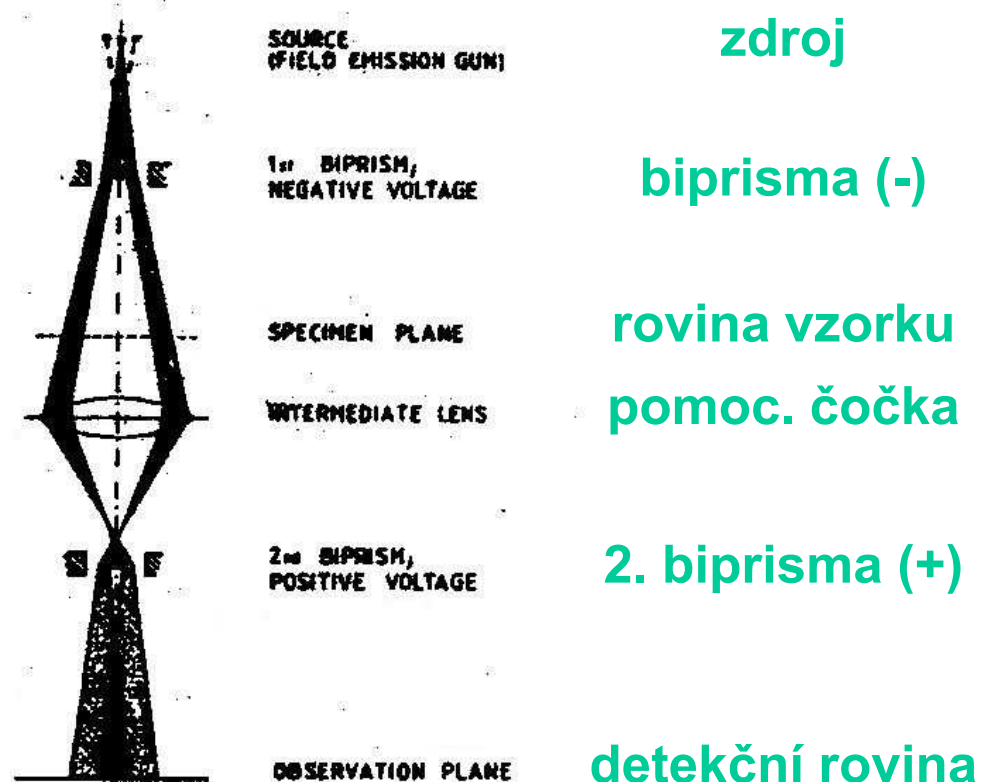 SOURCE
(FIELD EMISSION GUN)
zdroj
1st BIPRISM,
NEGATIVE VOLTAGE
biprisma (-)
SPECIMEN PLANE
rovina vzorku
INTERMEDIATE LENS
pomoc. čočka
2nd BIPRISM,
POSITIVE VOLTAGE
2. biprisma (+)
OBSERVATION PLANE
detekční rovina